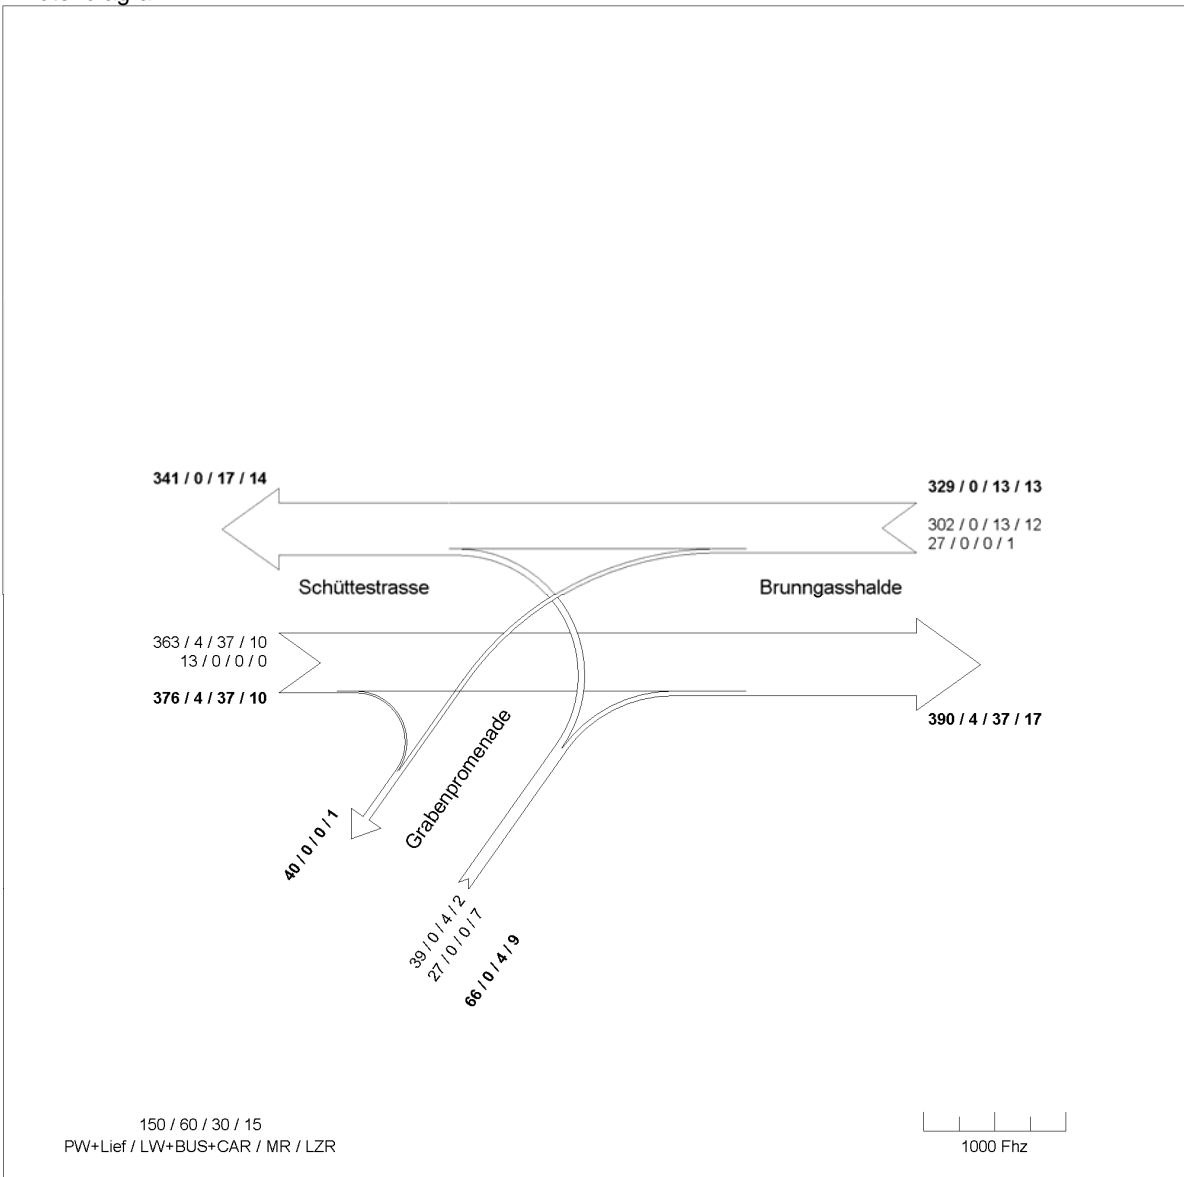 341 / 0 / 17 / 14
329 / 0 / 13 / 13
302 / 0 / 13 / 12
27 / 0 / 0 / 1
Schüttestrasse
Brunngasshalde
363 / 4 / 37 / 10
13 / 0 / 0 / 0
376 / 4 / 37 / 10
390 / 4 / 37 / 17
Grabenpromenade
40 / 0 / 0 / 1
39 / 0 / 4 / 2
27 / 0 / 0 / 7
66 / 0 / 4 / 9
150 / 60 / 30 / 15
PW+Lief / LW+BUS+CAR / MR / LZR
1000 Fhz